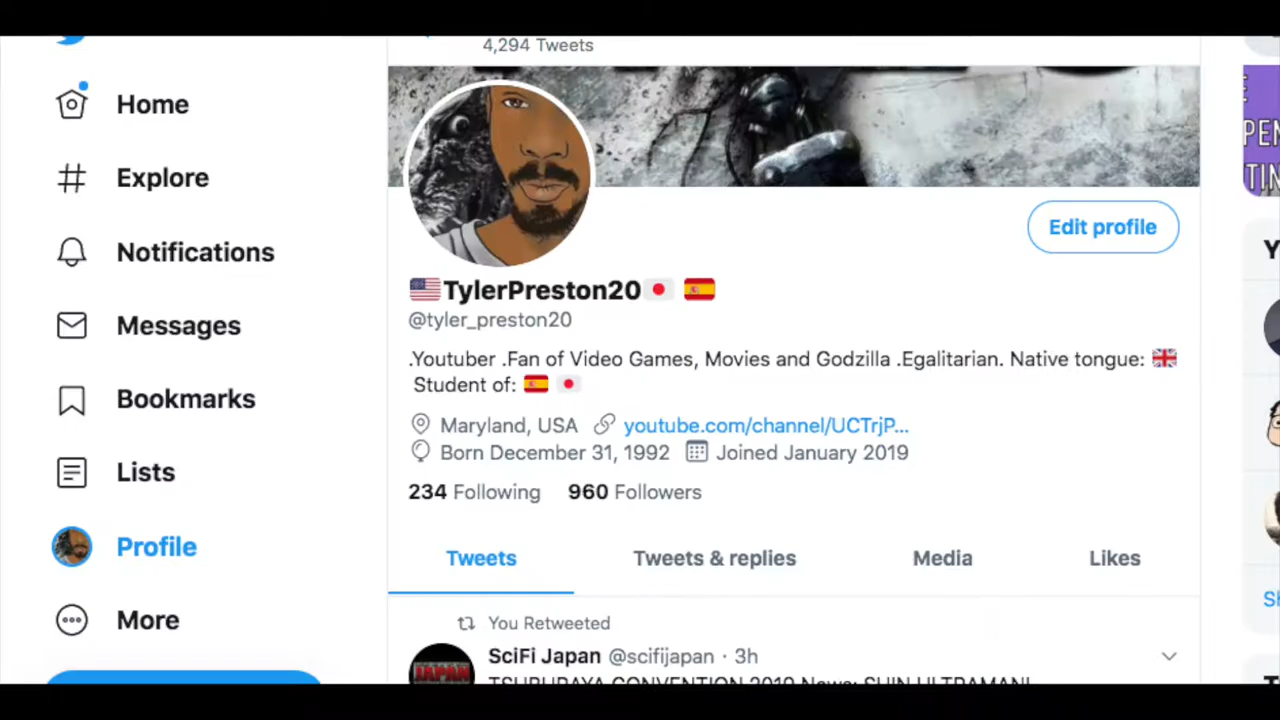 4,294 Tweets
Home
Explore
Notifications
Messages
Bookmarks
Lists
Profile
More
Edit profile
🇺🇸TylerPreston20🇯🇵 🇪🇸
@tyler_preston20
.Youtuber .Fan of Video Games, Movies and Godzilla .Egalitarian. Native tongue: 🇬🇧
Student of: 🇪🇸 🇯🇵
Maryland, USA youtube.com/channel/UCTrjP...
Born December 31, 1992 Joined January 2019
234 Following 960 Followers
Tweets Tweets & replies Media Likes
You Retweeted
SciFi Japan @scifijapan · 3h
JAPAN
TSUBURAYA CONVENTION 2019 News: SHIN ULTRAMAN!